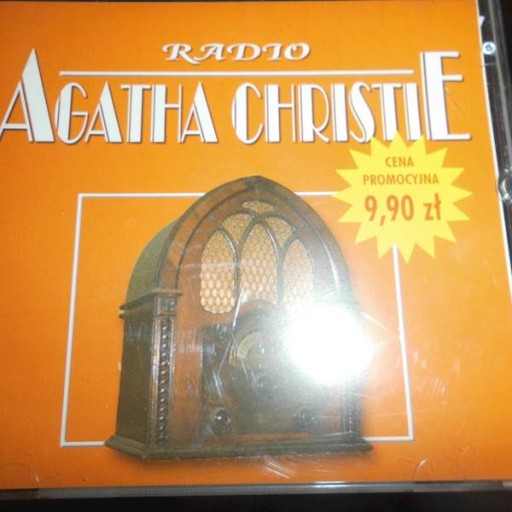 RADIO
AGATHA CHRISTIE
CENA
PROMOCYJNA
9,90 zł